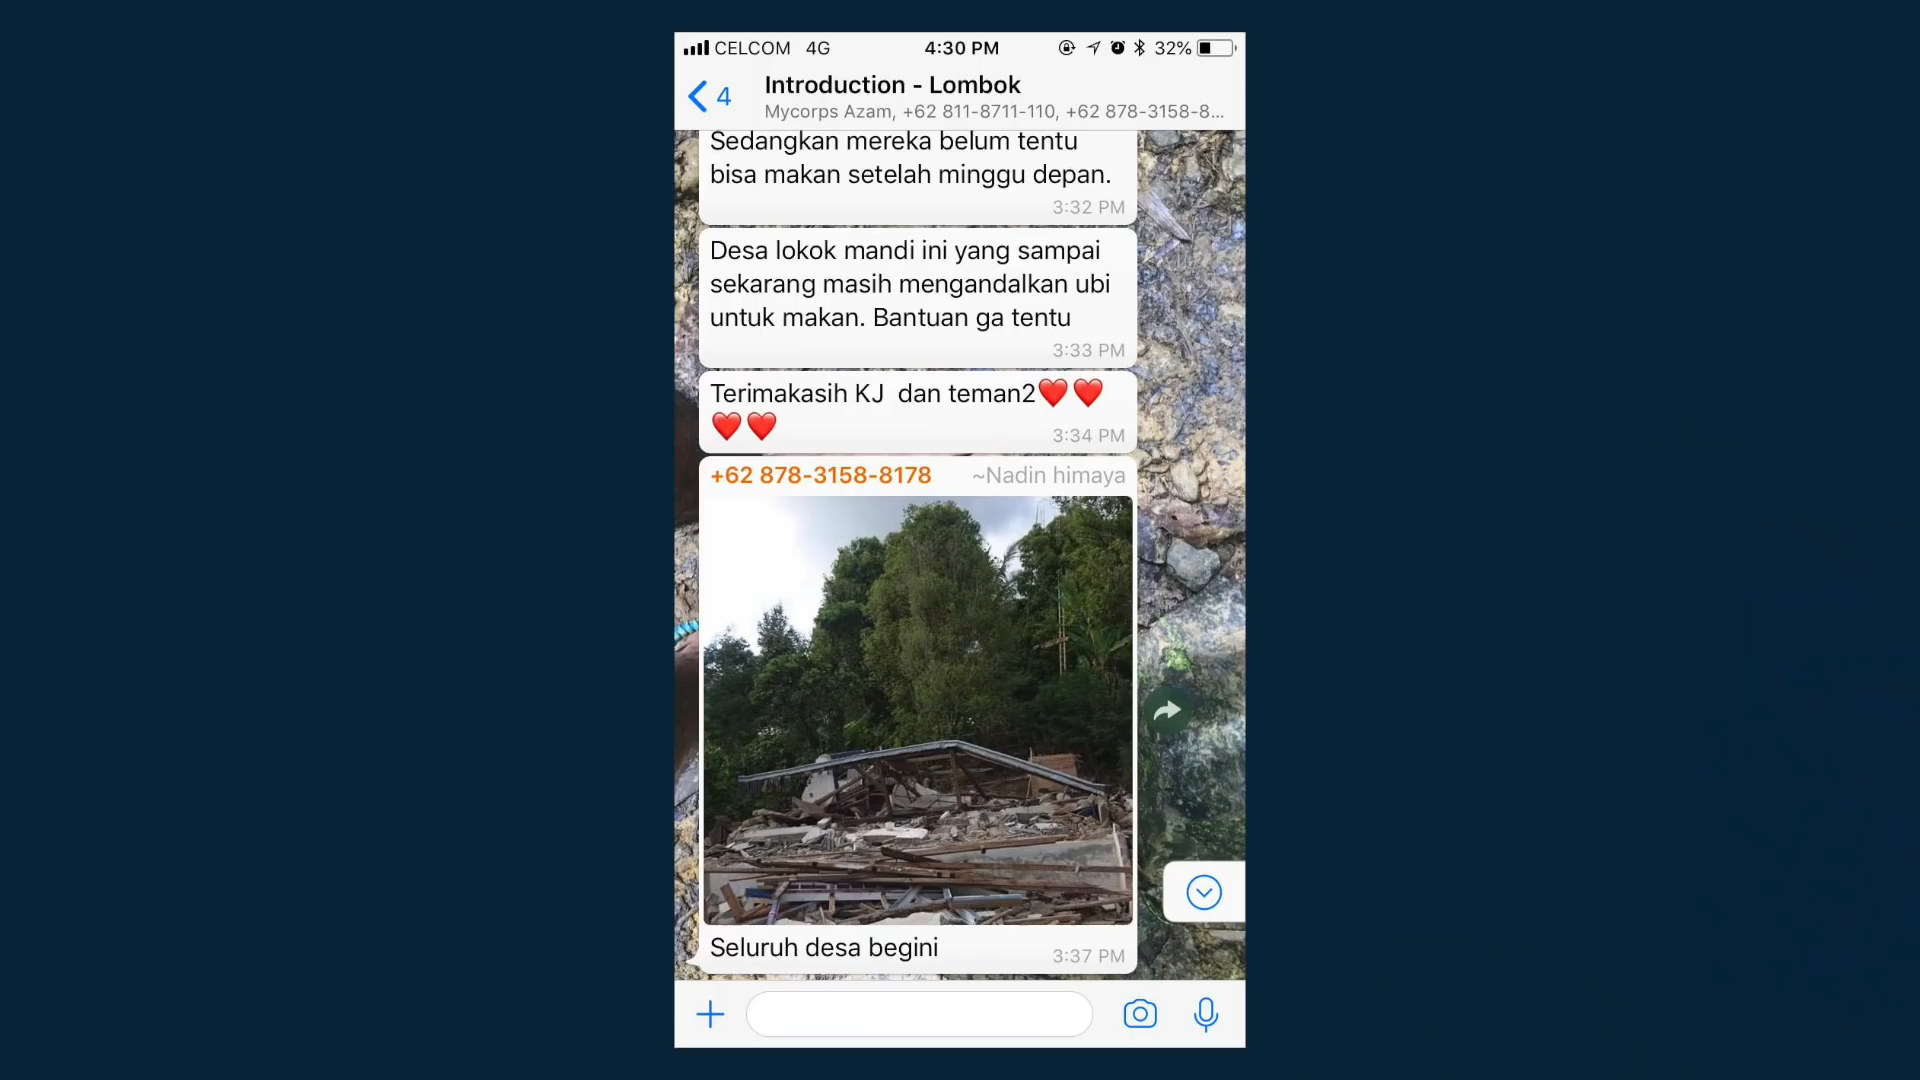 CELCOM 4G 4:30 PM 32%
4 Introduction - Lombok
Mycorps Azam, +62 811-8711-110, +62 878-3158-8...
Sedangkan mereka belum tentu
bisa makan setelah minggu depan.
3:32 PM
Desa lokok mandi ini yang sampai
sekarang masih mengandalkan ubi
untuk makan. Bantuan ga tentu
3:33 PM
Terimakasih KJ  dan teman2❤️❤️
❤️❤️ 3:34 PM
+62 878-3158-8178 ~Nadin himaya
Seluruh desa begini 3:37 PM